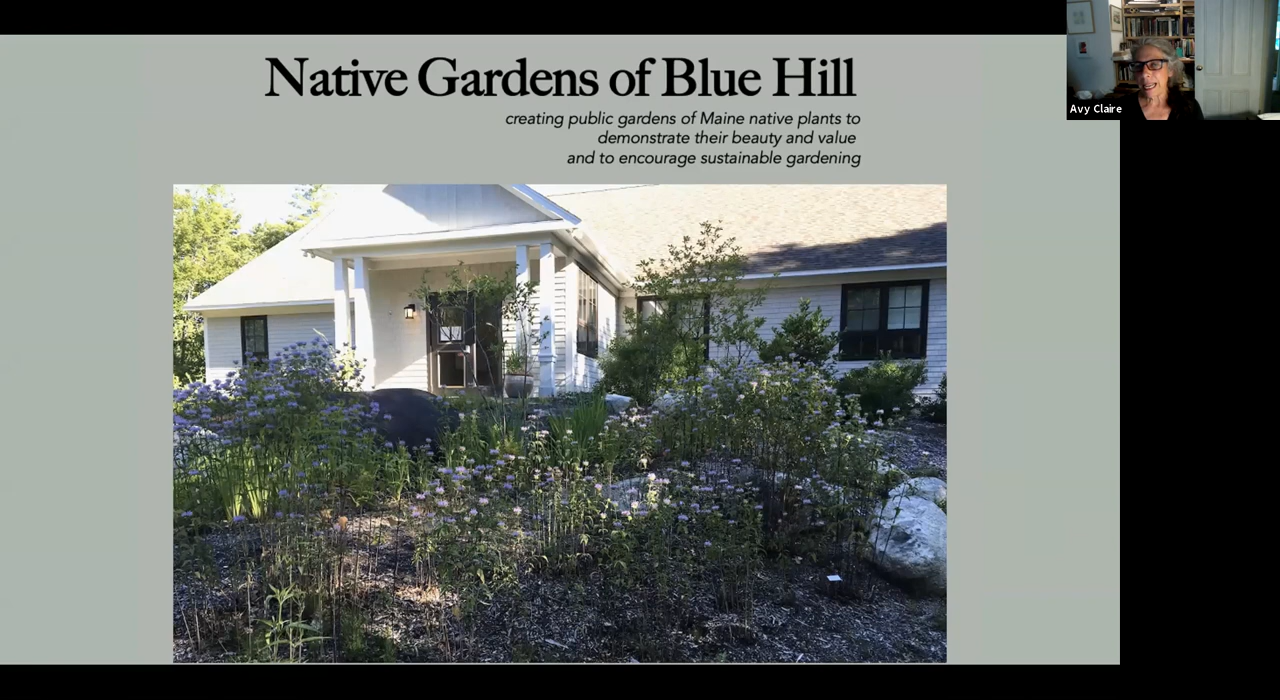 Native Gardens of Blue Hill
creating public gardens of Maine native plants to
demonstrate their beauty and value
and to encourage sustainable gardening
Avy Claire